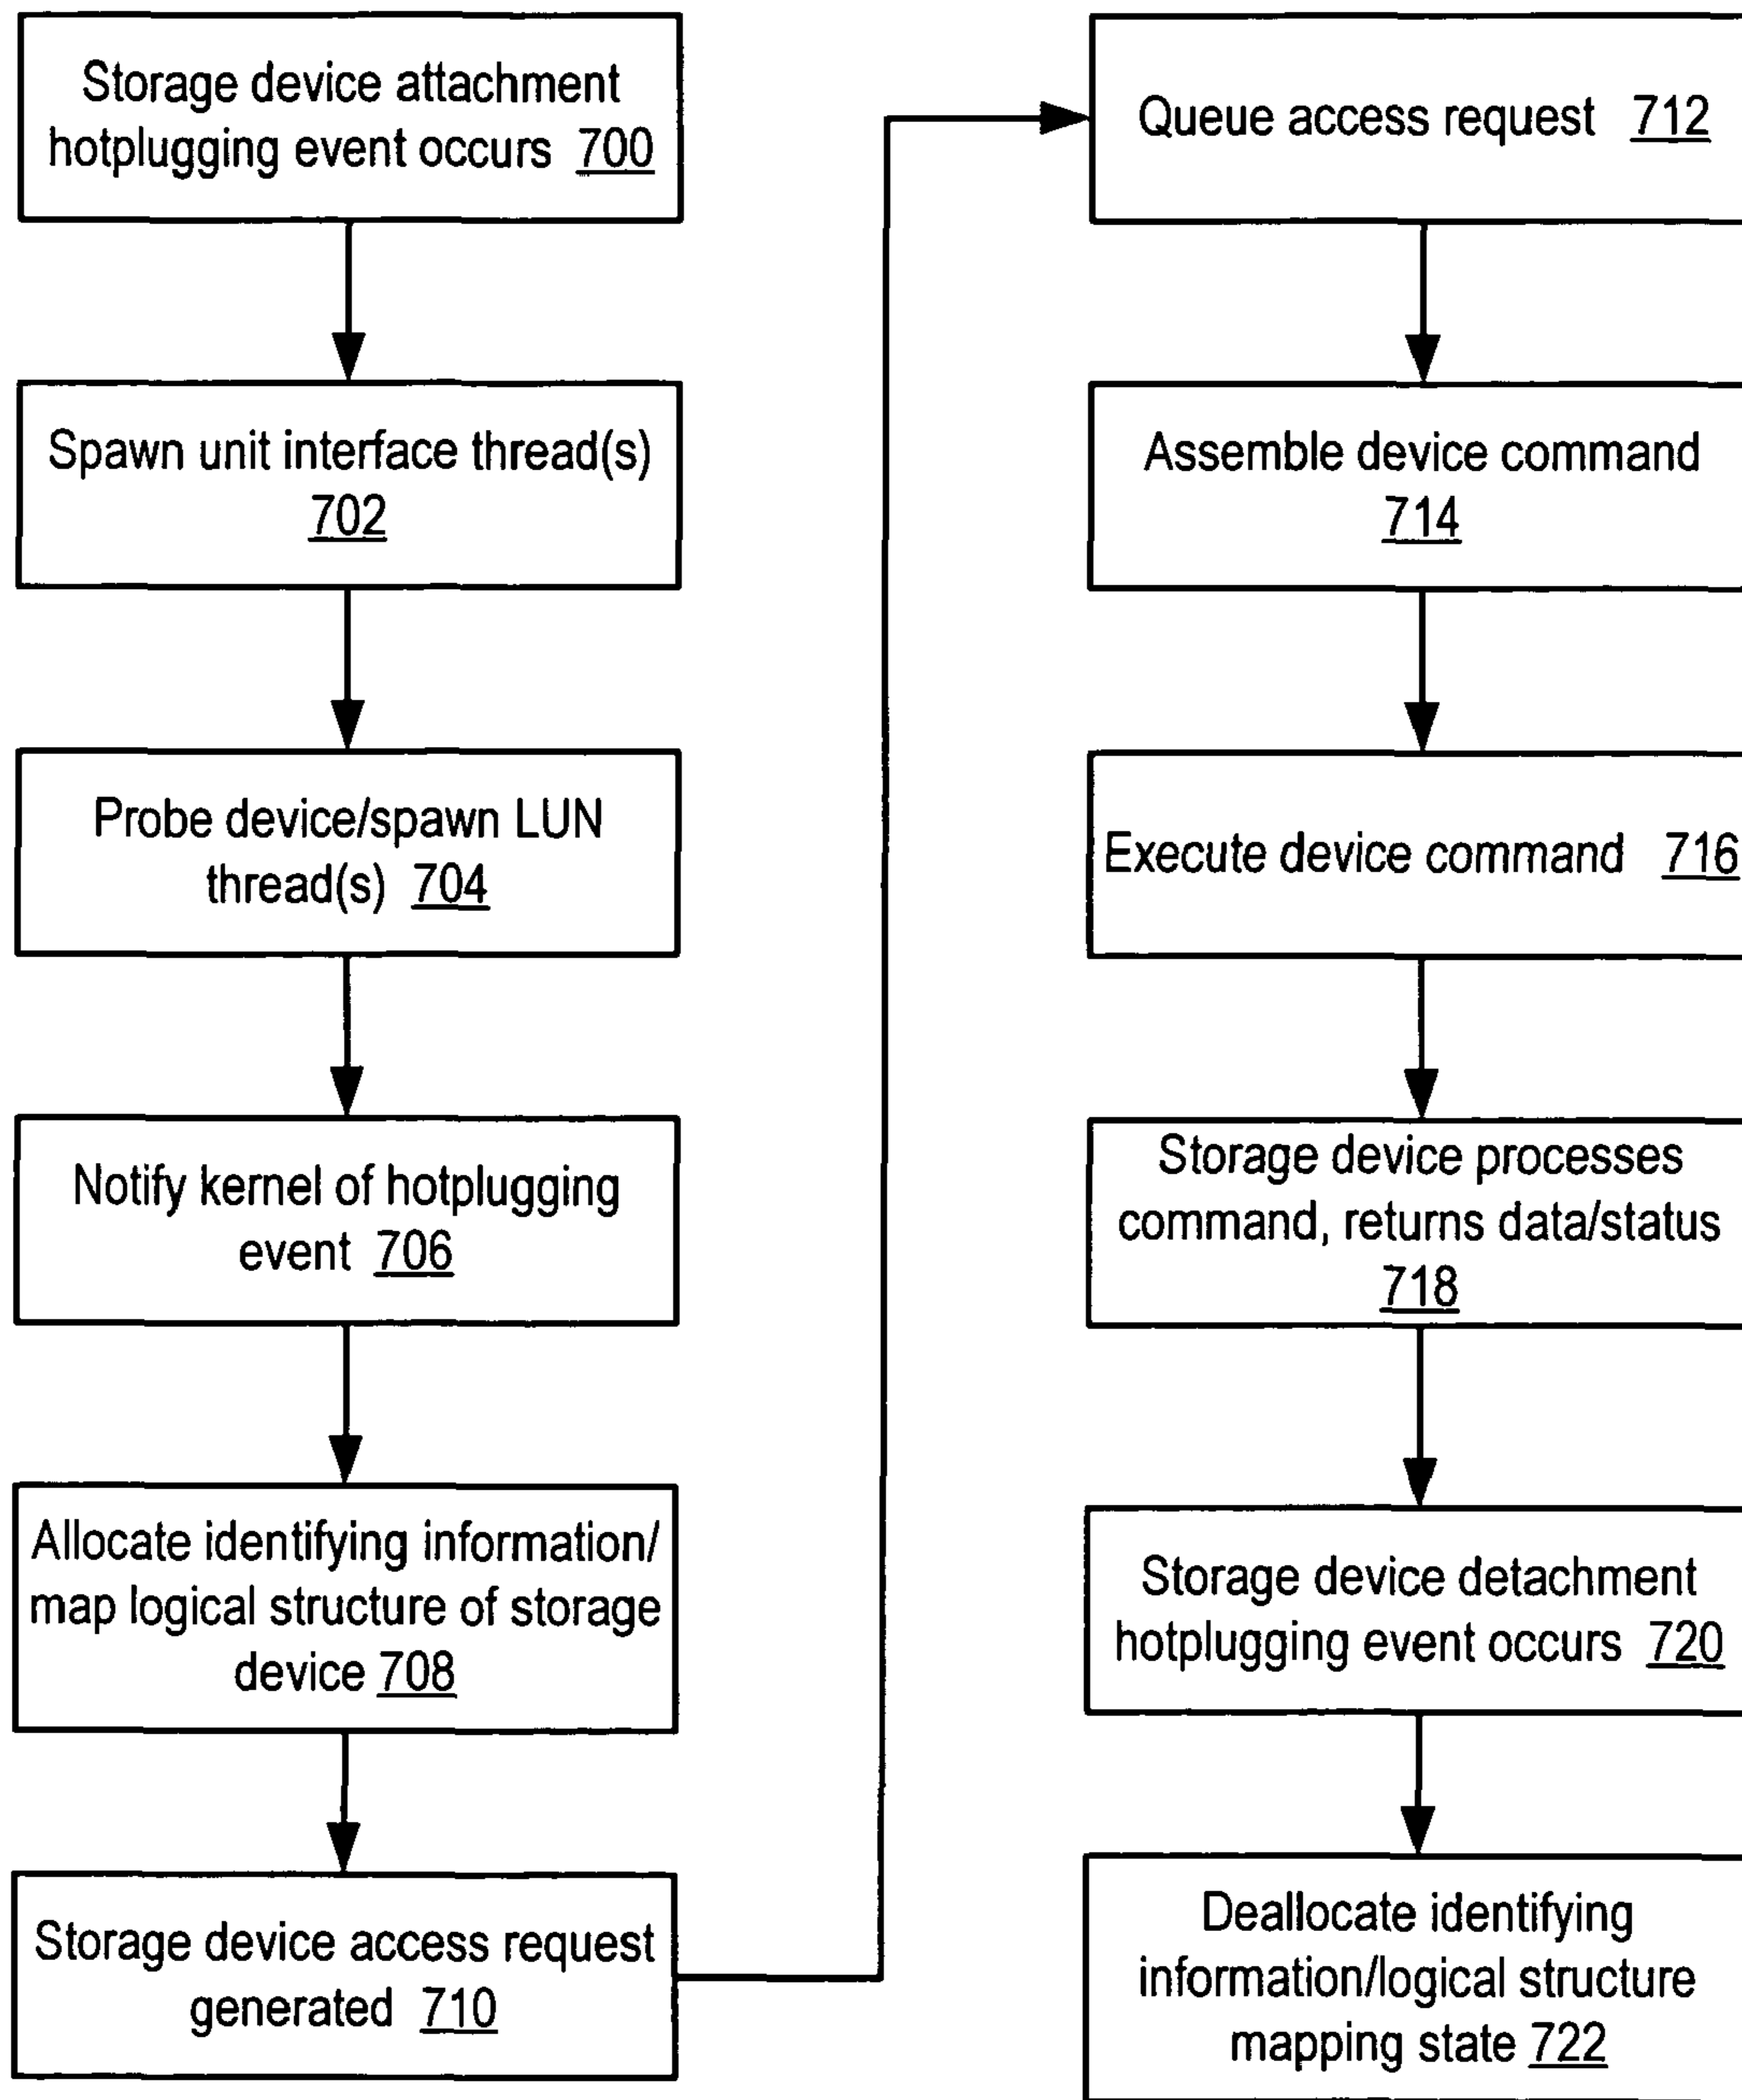 Storage device attachment
hotplugging event occurs 700
Spawn unit interface thread(s)
702
Probe device/spawn LUN
thread(s) 704
Notify kernel of hotplugging
event 706
Allocate identifying information/
map logical structure of storage
device 708
Storage device access request
generated 710
Queue access request 712
Assemble device command
714
Execute device command 716
Storage device processes
command, returns data/status
718
Storage device detachment
hotplugging event occurs 720
Deallocate identifying
information/logical structure
mapping state 722